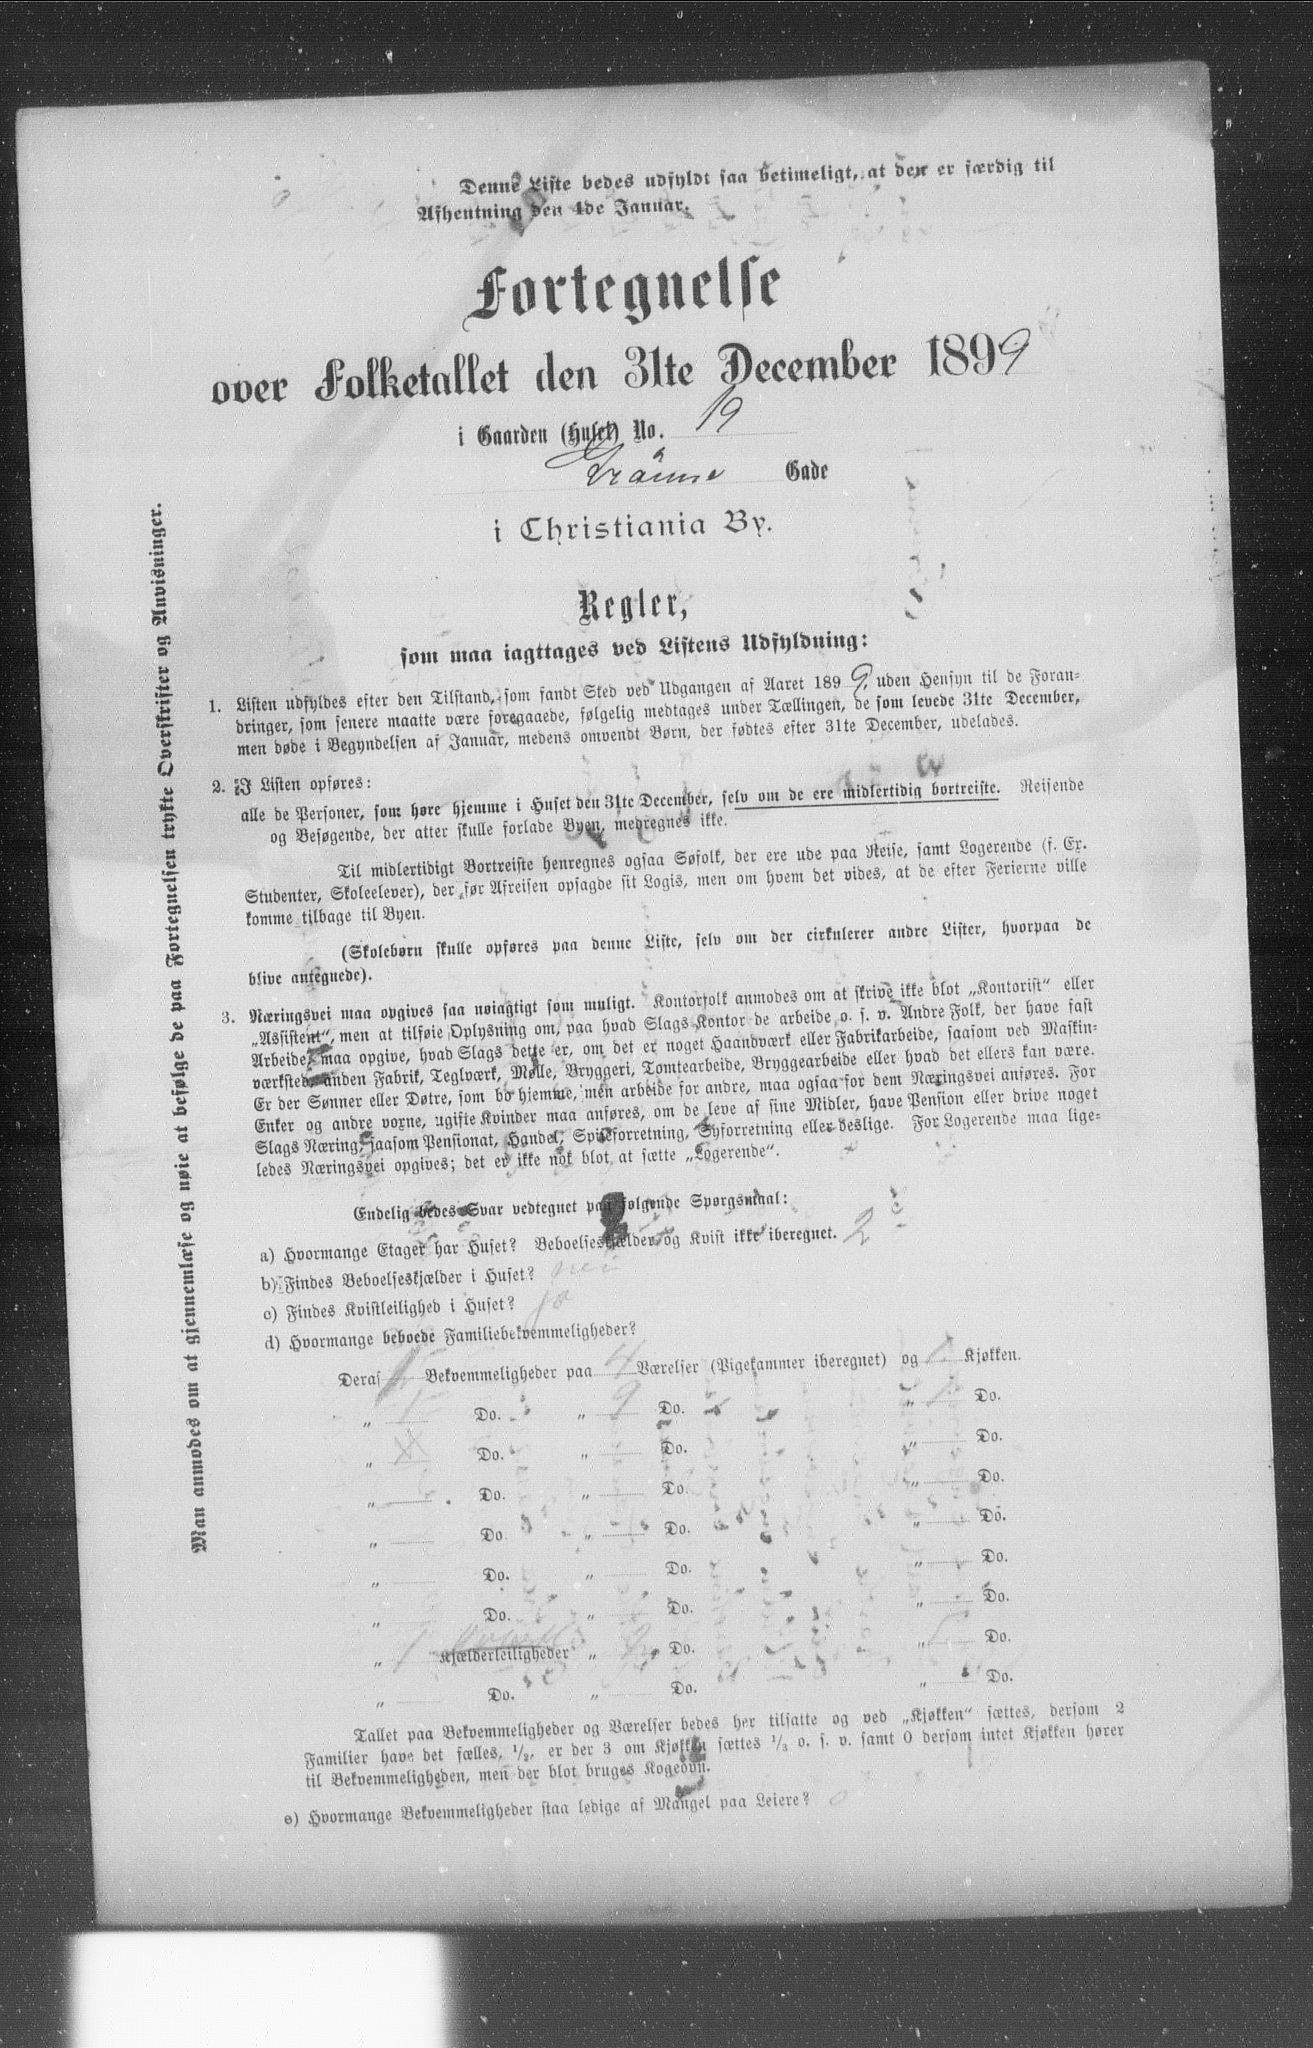 Denne Liste bedes udfyldt saa betimeligt, at den er færdig til
Afhentning den 4de Januar.
Fortegnelse
over Folketallet den 31te December 1899
i Gaarden (Huset) No. 19
Grønne Gade
i Christiania By.
Regler,
som maa iagttages ved Listens Udfyldning:
1. Listen udfyldes efter den Tilstand, som fandt Sted ved Udgangen af Aaret 1899, uden Hensyn til de Foran-
dringer, som senere maatte være foregaaede, følgelig medtages under Tællingen, de som levede 31te December,
men døde i Begyndelsen af Januar, medens omvendt Børn, der fødtes efter 31te December, udelades.
2. I Listen opføres:
alle de Personer, som høre hjemme i Huset den 31te December, selv om de ere midlertidig bortreiste. Reisende
og Besøgende, der atter skulle forlade Byen, medregnes ikke.
Til midlertidigt Bortreiste henregnes ogsaa Søfolk, der ere ude paa Reise, samt Logerende (f. Ex.
Studenter, Skoleelever), der før Afreisen opsagde sit Logis, men om hvem det vides, at de efter Ferierne ville
komme tilbage til Byen.
(Skolebørn skulle opføres paa denne Liste, selv om der cirkulerer andre Lister, hvorpaa de
blive antegnede).
3. Næringsvei maa opgives saa nøiagtigt som muligt. Kontorfolk anmodes om at skrive ikke blot „Kontorist“ eller
„Assistent“, men at tilføie Oplysning om, paa hvad Slags Kontor de arbeide o. s. v. Andre Folk, der have fast
Arbeide, maa opgive, hvad Slags dette er, om det er noget Haandværk eller Fabrikarbeide, saasom ved Maskin-
værksted, anden Fabrik, Teglværk, Mølle, Bryggeri, Tomtearbeide, Bryggearbeide eller hvad det ellers kan være.
Er der Sønner eller Døtre, som bo hjemme, men arbeide for andre, maa ogsaa for dem Næringsvei anføres. For
Enker og andre voxne, ugifte Kvinder maa anføres, om de leve af sine Midler, have Pension eller drive noget
Slags Næring, saasom Pensionat, Handel, Spiseforretning, Syforretning eller deslige. For Logerende maa lige-
ledes Næringsvei opgives; det er ikke nok blot at sætte „Logerende“.
Endelig bedes Svar vedtegnet paa følgende Spørgsmaal:
a) Hvormange Etager har Huset? Beboelseskjælder og Kvist ikke iberegnet. 2
b) Findes Beboelseskjælder i Huset? nei
c) Findes Kvistleilighed i Huset? ja
d) Hvormange beboede Familiebekvemmeligheder?
Deraf 1 Bekvemmeligheder paa 4 Værelser (Pigekammer iberegnet) og 1 Kjøkken.
„ 1 Do. „ 9 Do. „ 1 Do.
„ Do. „ Do. „ Do.
„ Do. „ Do. „ Do.
„ Do. „ Do. „ Do.
„ Do. „ Do. „ Do.
„ Do. „ Do. „ Do.
„ 1 Kjælderleiligheder „ 2 Do. „ Do.
„ Do. „ Do. „ Do.
Tallet paa Bekvemmeligheder og Værelser bedes her tilsatte og ved „Kjøkken“ sættes, dersom 2
Familier have det fælles, 1/2, er der 3 om Kjøkken sættes 1/3 o. s. v. samt 0 dersom intet Kjøkken hører
til Bekvemmeligheden, men der blot bruges Kogeovn.
e) Hvormange Bekvemmeligheder staa ledige af Mangel paa Leiere? 0
Man anmodes om at gjennemlæse og nøie at befølge de paa Fortegnelsen trykte Overskrifter og Anvisninger.